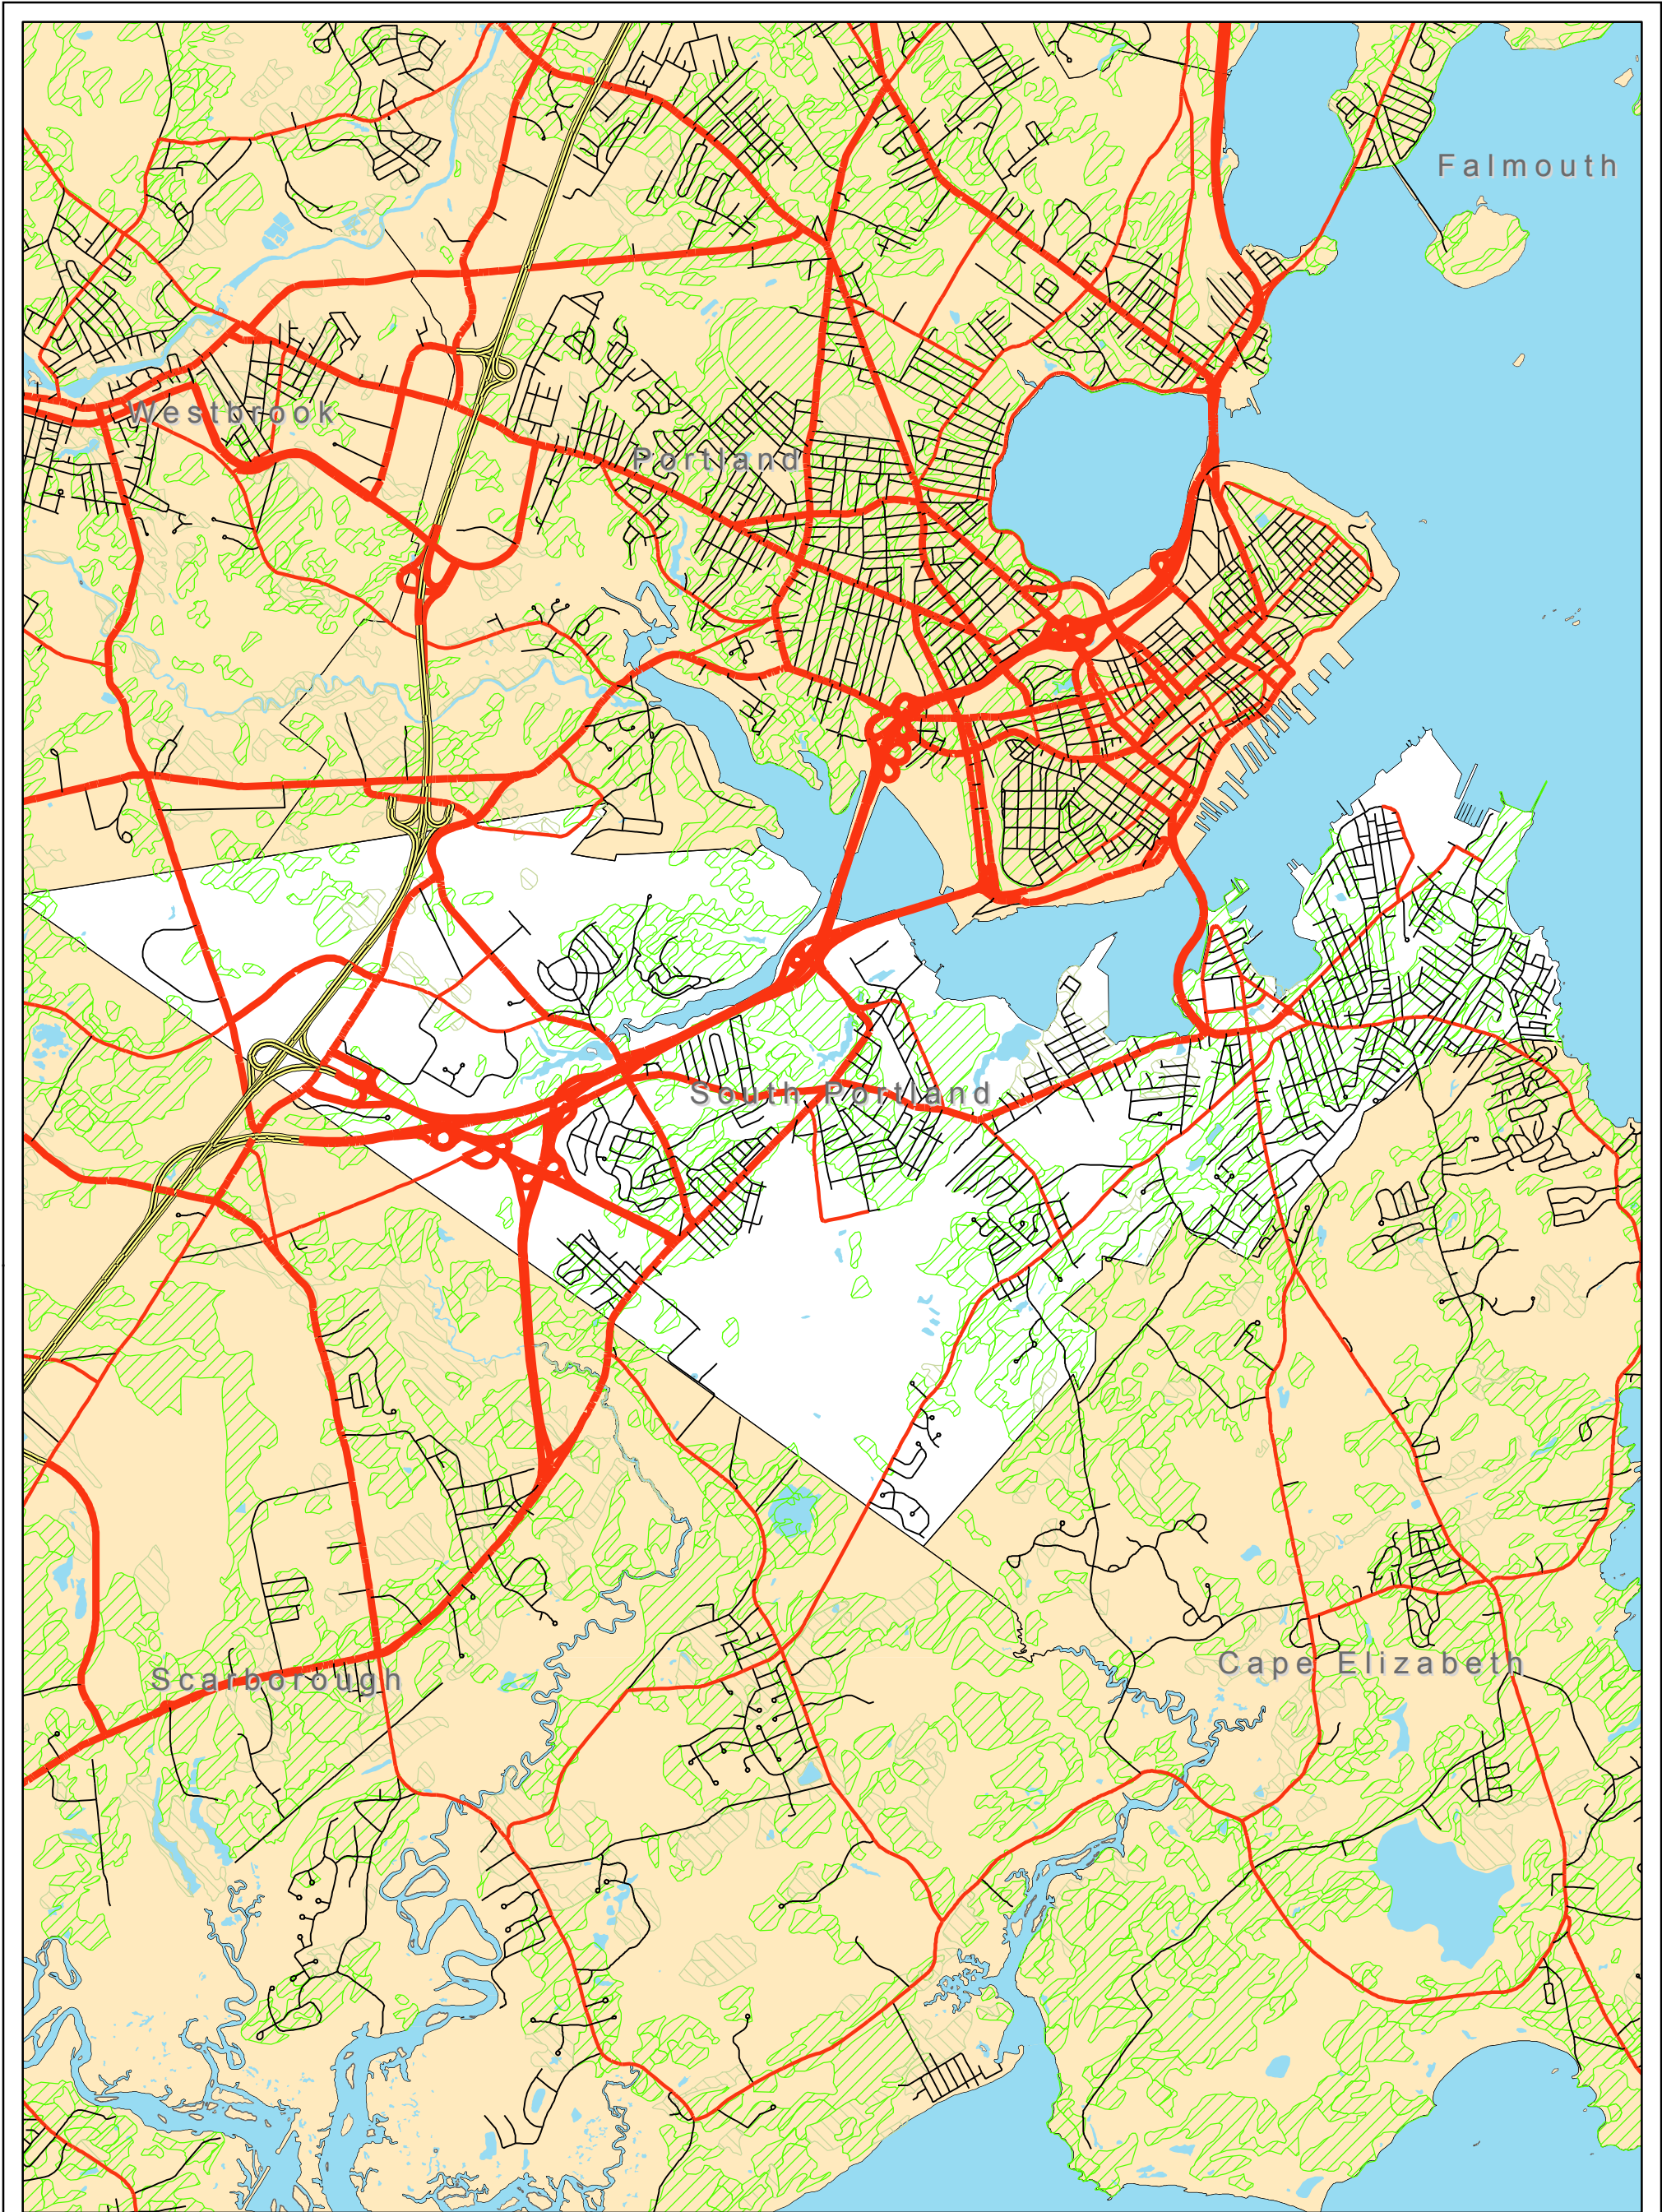 Falmouth
Westbrook
Portland
South Portland
Cape Elizabeth
Scarborough